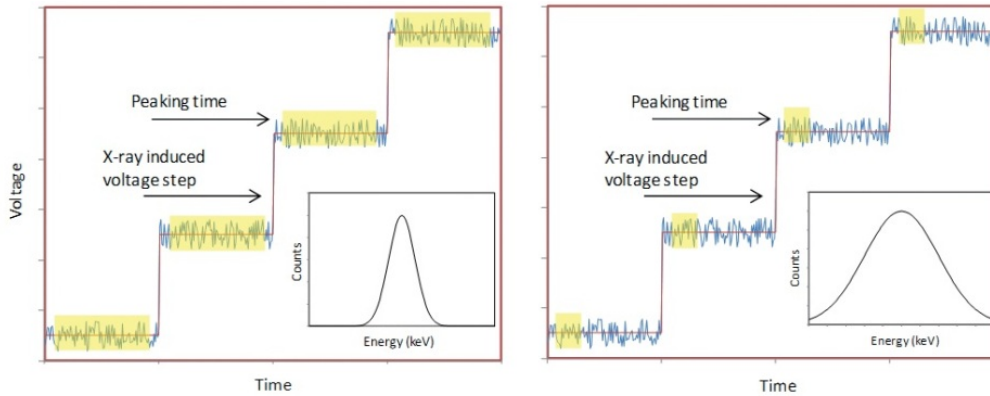 Voltage
Peaking time
X-ray induced
voltage step
Counts
Energy (keV)
Time
Peaking time
X-ray induced
voltage step
Counts
Energy (keV)
Time